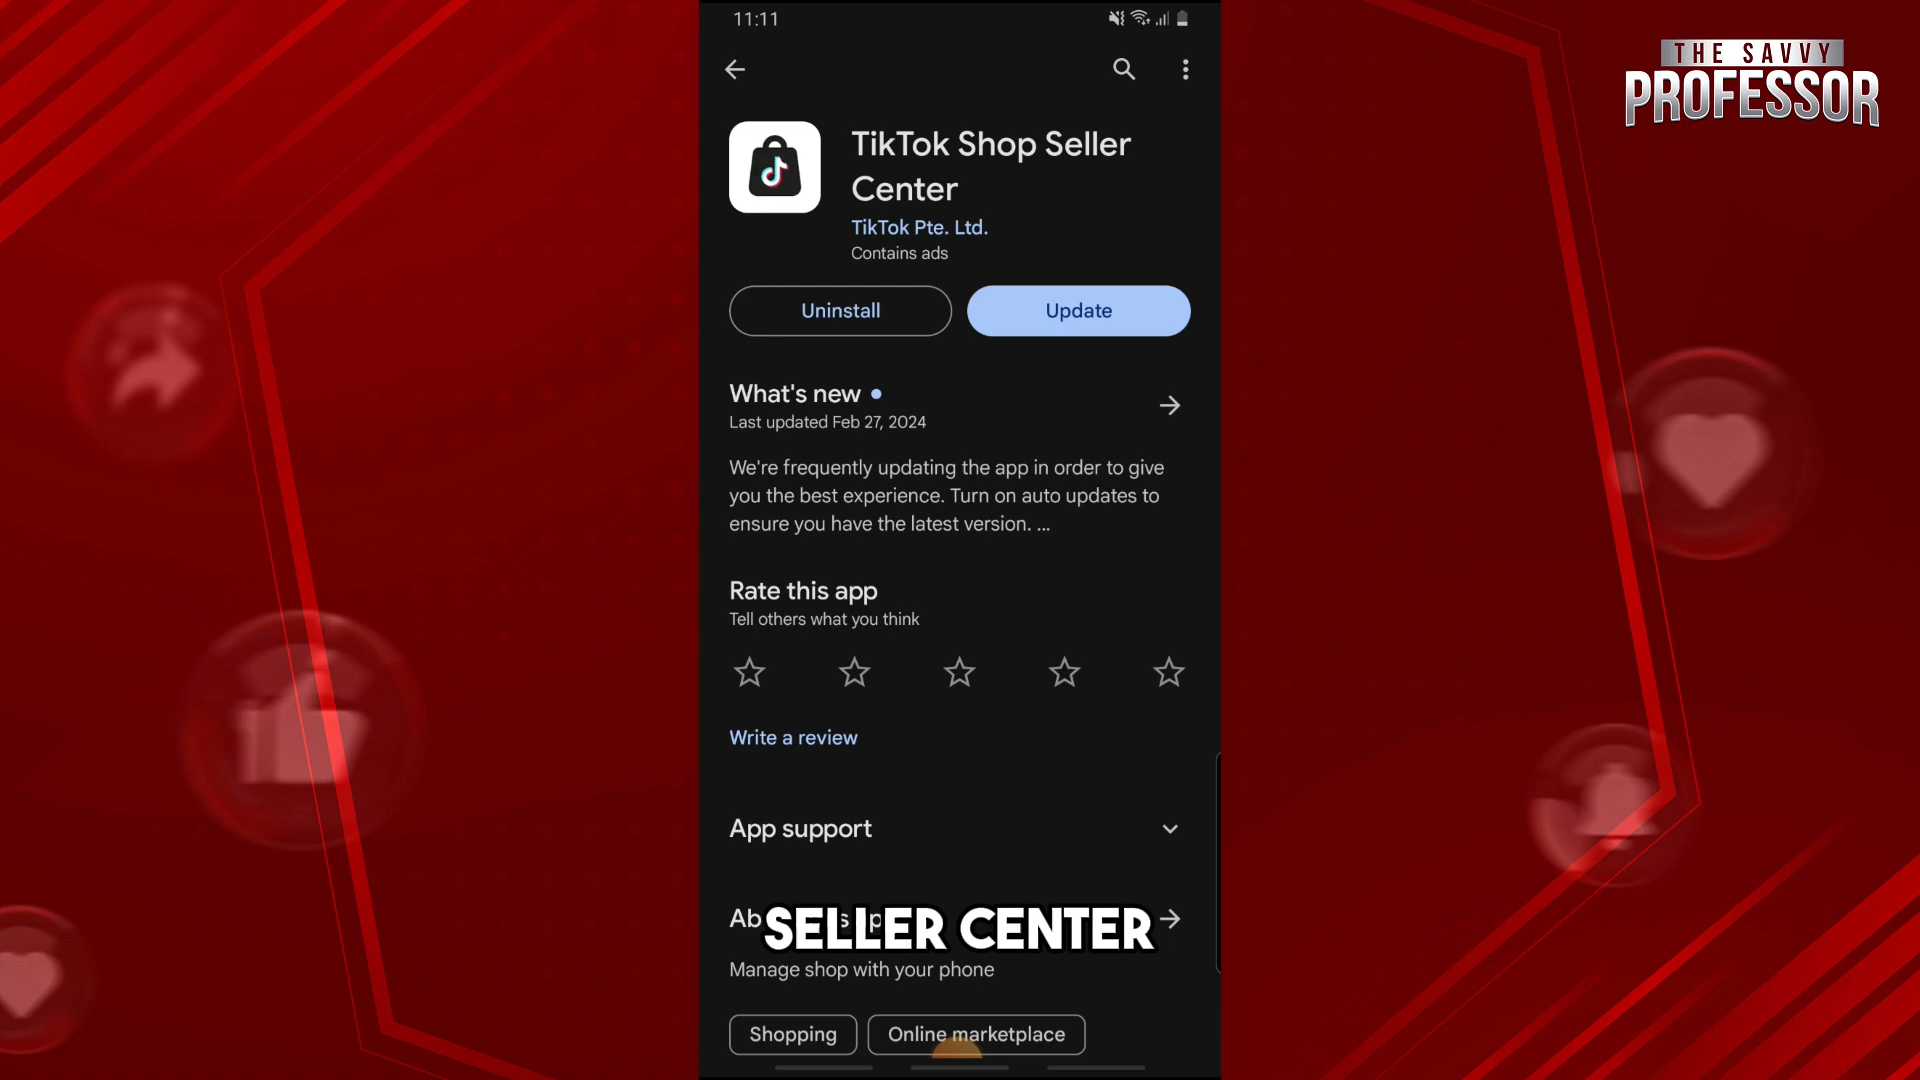 11:11
THE SAVVY
PROFESSOR
TikTok Shop Seller
Center
TikTok Pte. Ltd.
Contains ads
Uninstall
Update
What's new
Last updated Feb 27, 2024
We're frequently updating the app in order to give
you the best experience. Turn on auto updates to
ensure you have the latest version. ...
Rate this app
Tell others what you think
Write a review
App support
SELLER CENTER
Manage shop with your phone
Shopping
Online marketplace